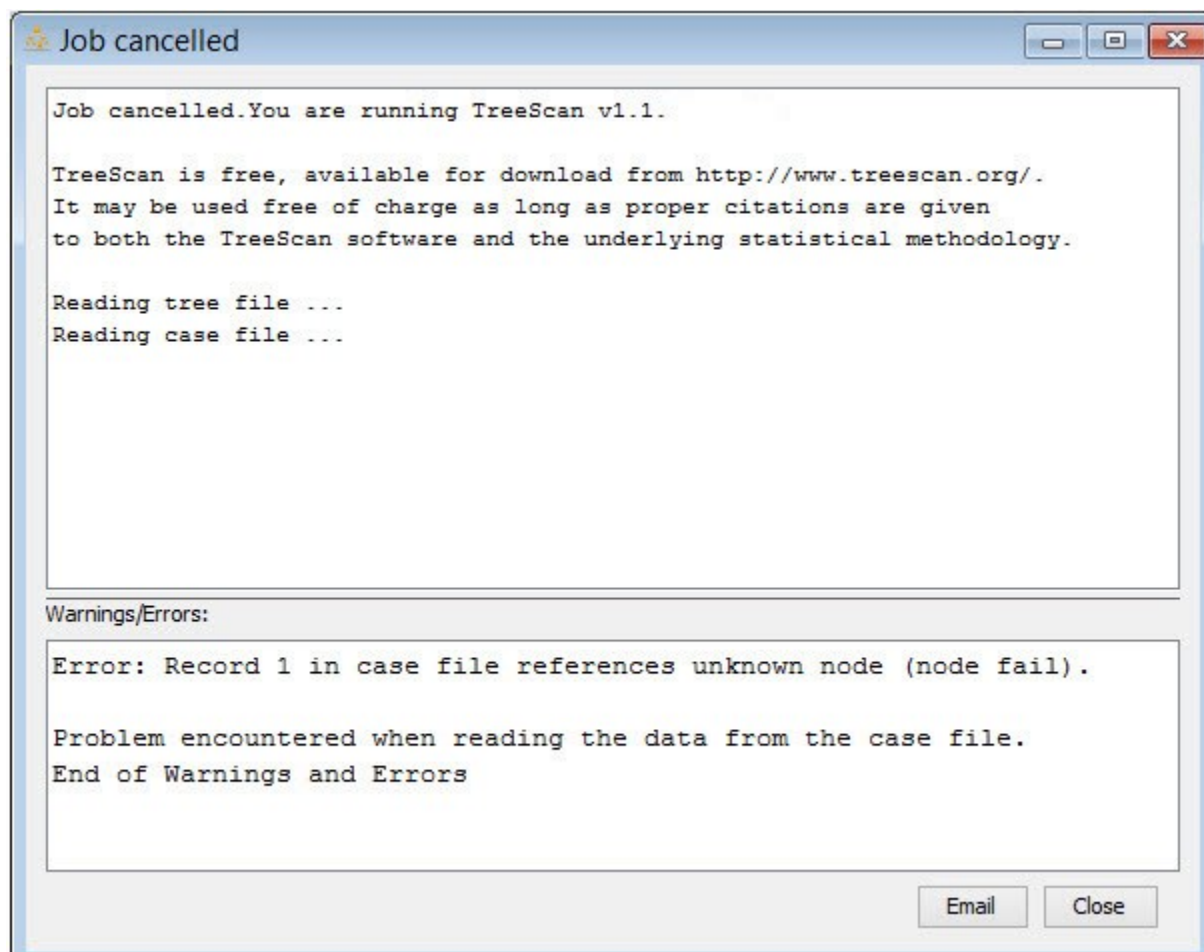 Job cancelled
Job cancelled.You are running TreeScan v1.1.
TreeScan is free, available for download from http://www.treescan.org/.
It may be used free of charge as long as proper citations are given
to both the TreeScan software and the underlying statistical methodology.
Reading tree file ...
Reading case file ...
Warnings/Errors:
Error: Record 1 in case file references unknown node (node fail).
Problem encountered when reading the data from the case file.
End of Warnings and Errors
Email Close